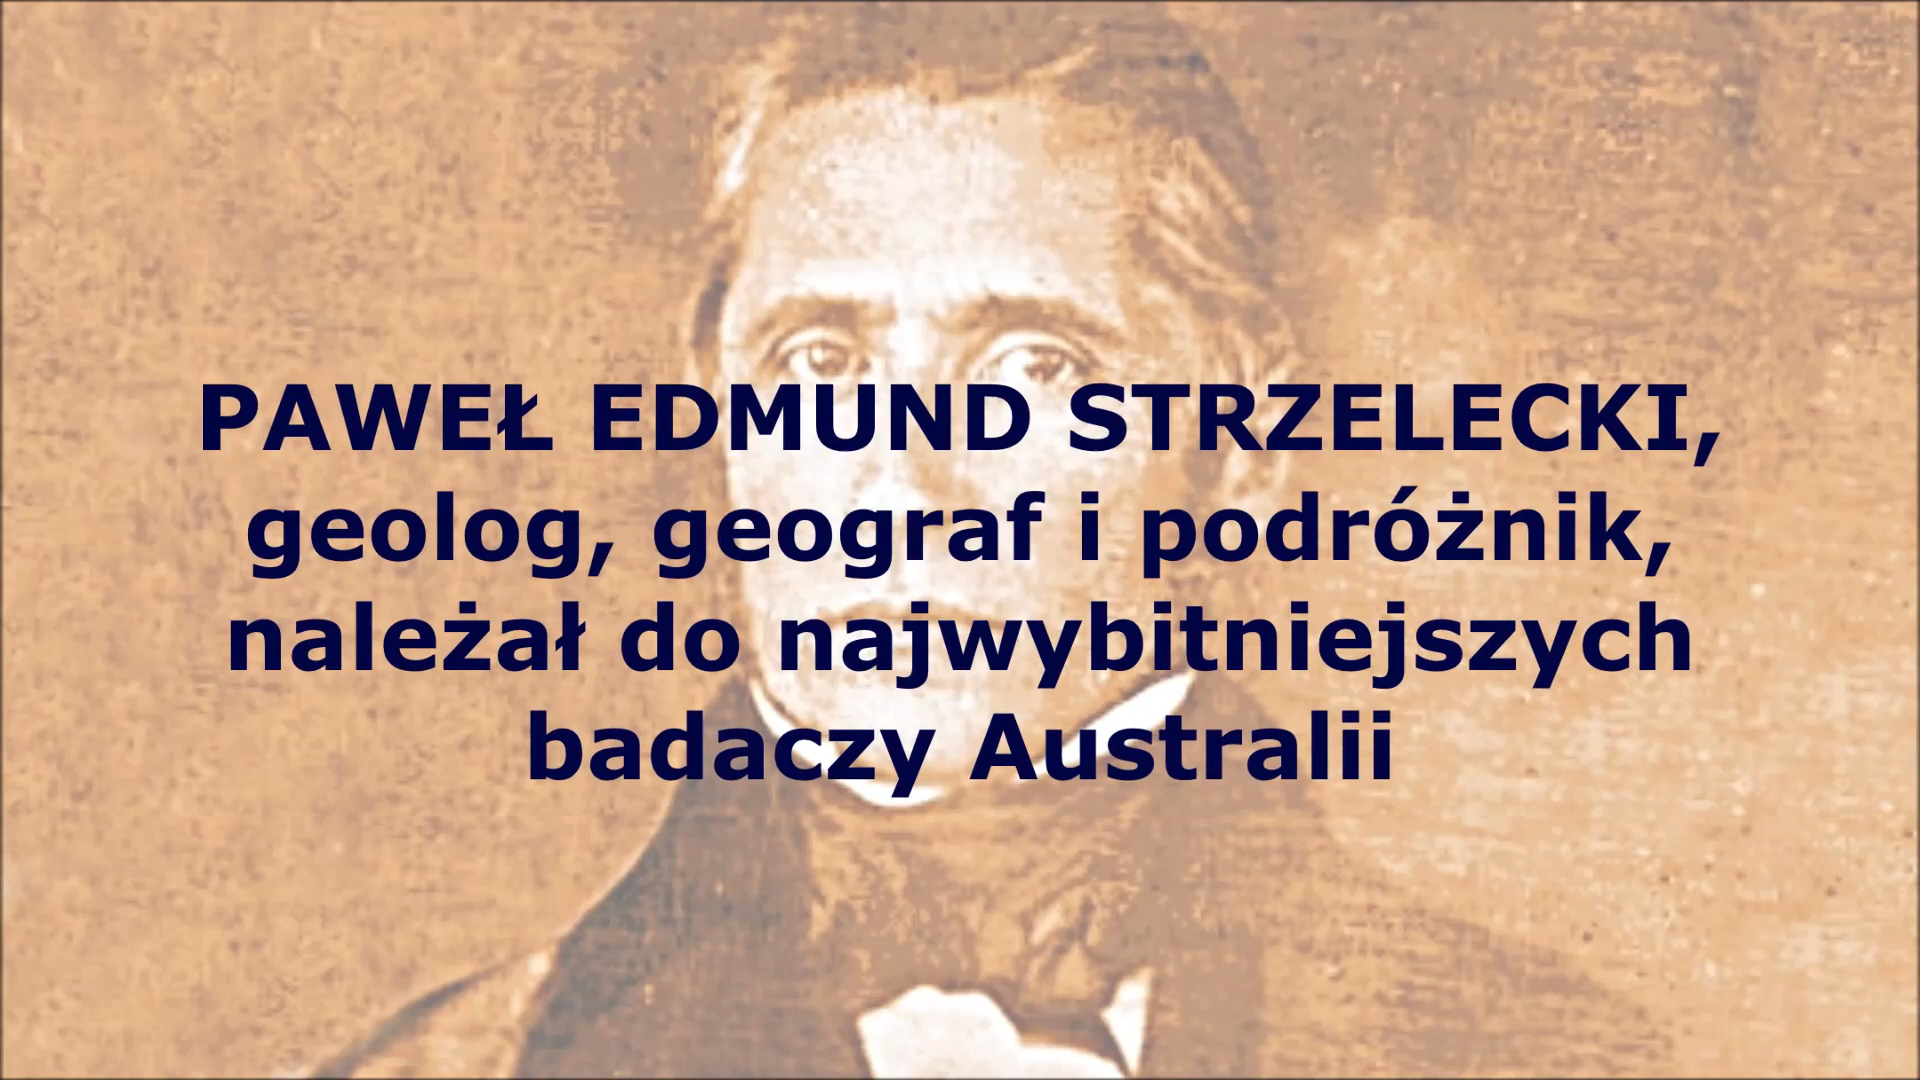 PAWEŁ EDMUND STRZELECKI,
geolog, geograf i podróżnik,
należał do najwybitniejszych
badaczy Australii